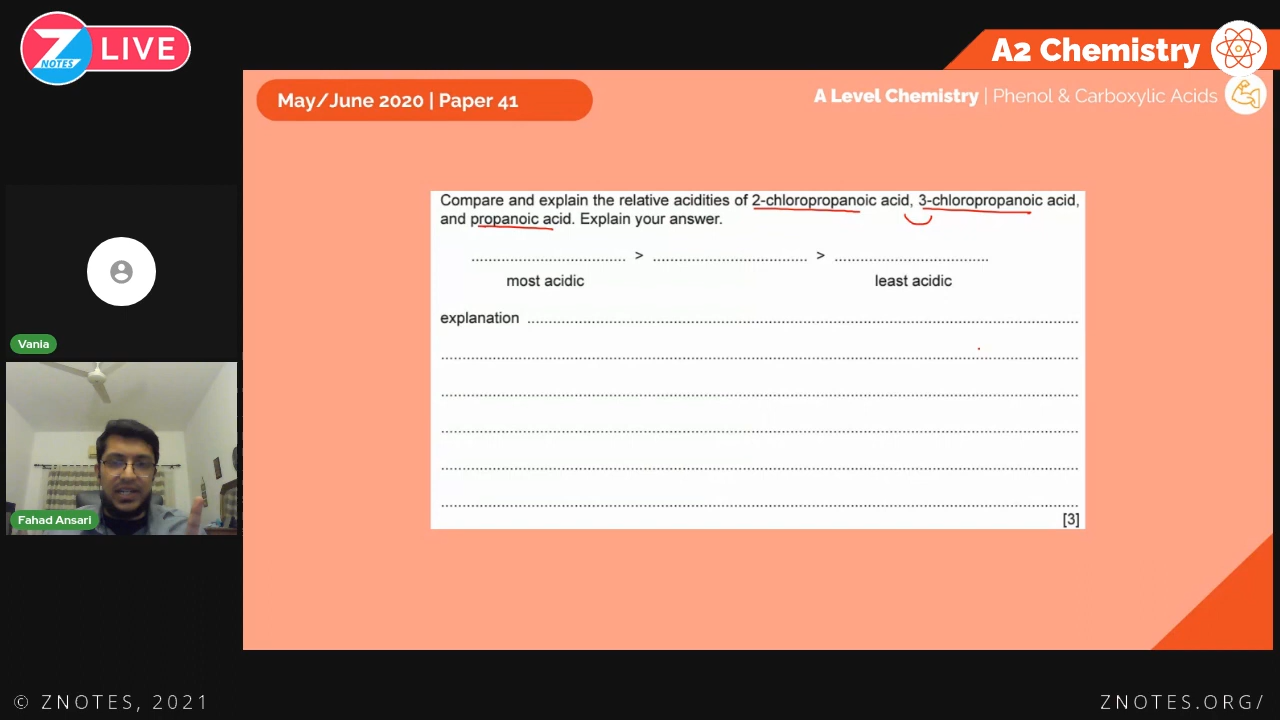 ZNOTES LIVE
A2 Chemistry
May/June 2020 | Paper 41
A Level Chemistry | Phenol & Carboxylic Acids
Compare and explain the relative acidities of 2-chloropropanoic acid, 3-chloropropanoic acid,
and propanoic acid. Explain your answer.
................................ > ................................ > ................................
most acidic least acidic
explanation ................................................................
................................................................
................................................................
................................................................
................................................................
................................................................
[3]
Vania
Fahad Ansari
© ZNOTES, 2021
ZNOTES.ORG/